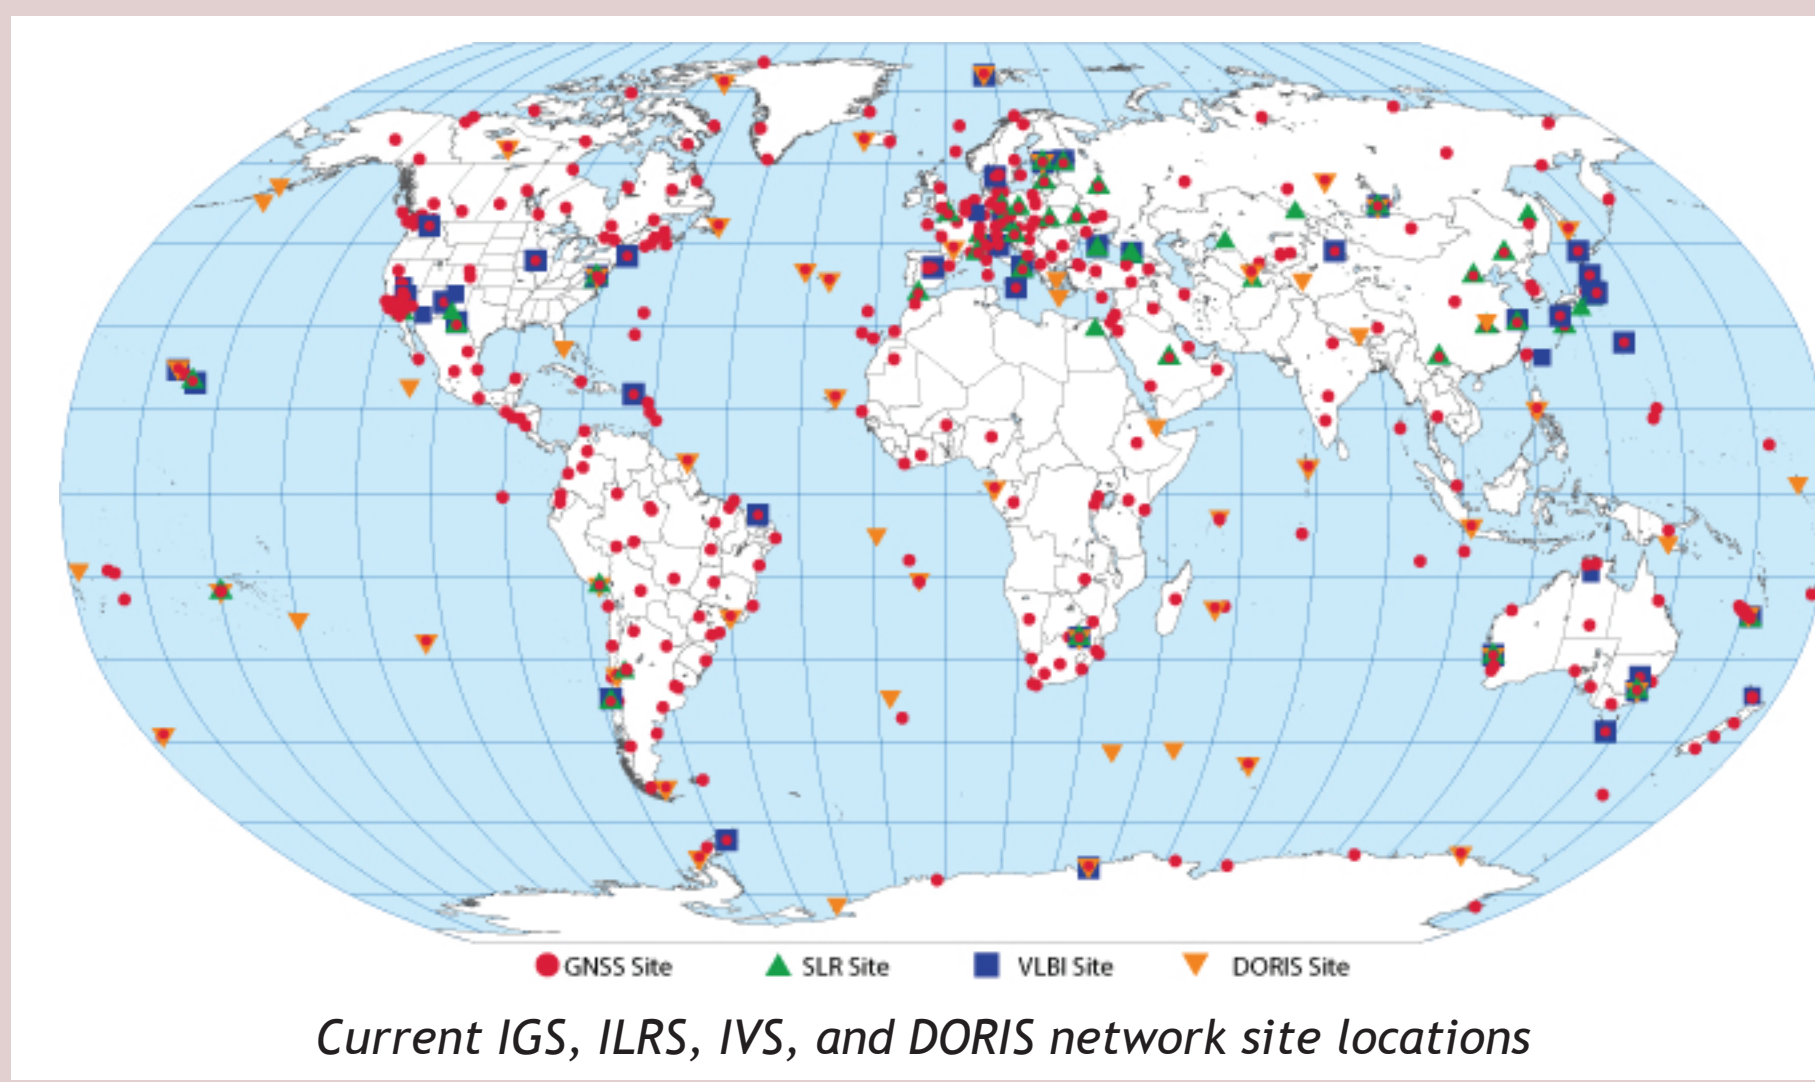 GNSS Site SLR Site VLBI Site DORIS Site
Current IGS, ILRS, IVS, and DORIS network site locations